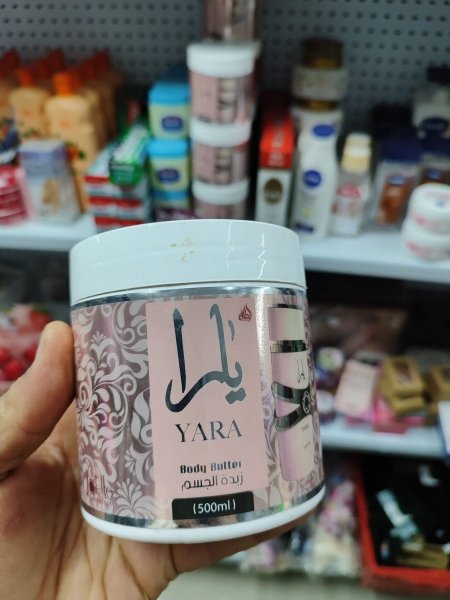 يارا
YARA
Body Butter
زبدة الجسم
(500ml)